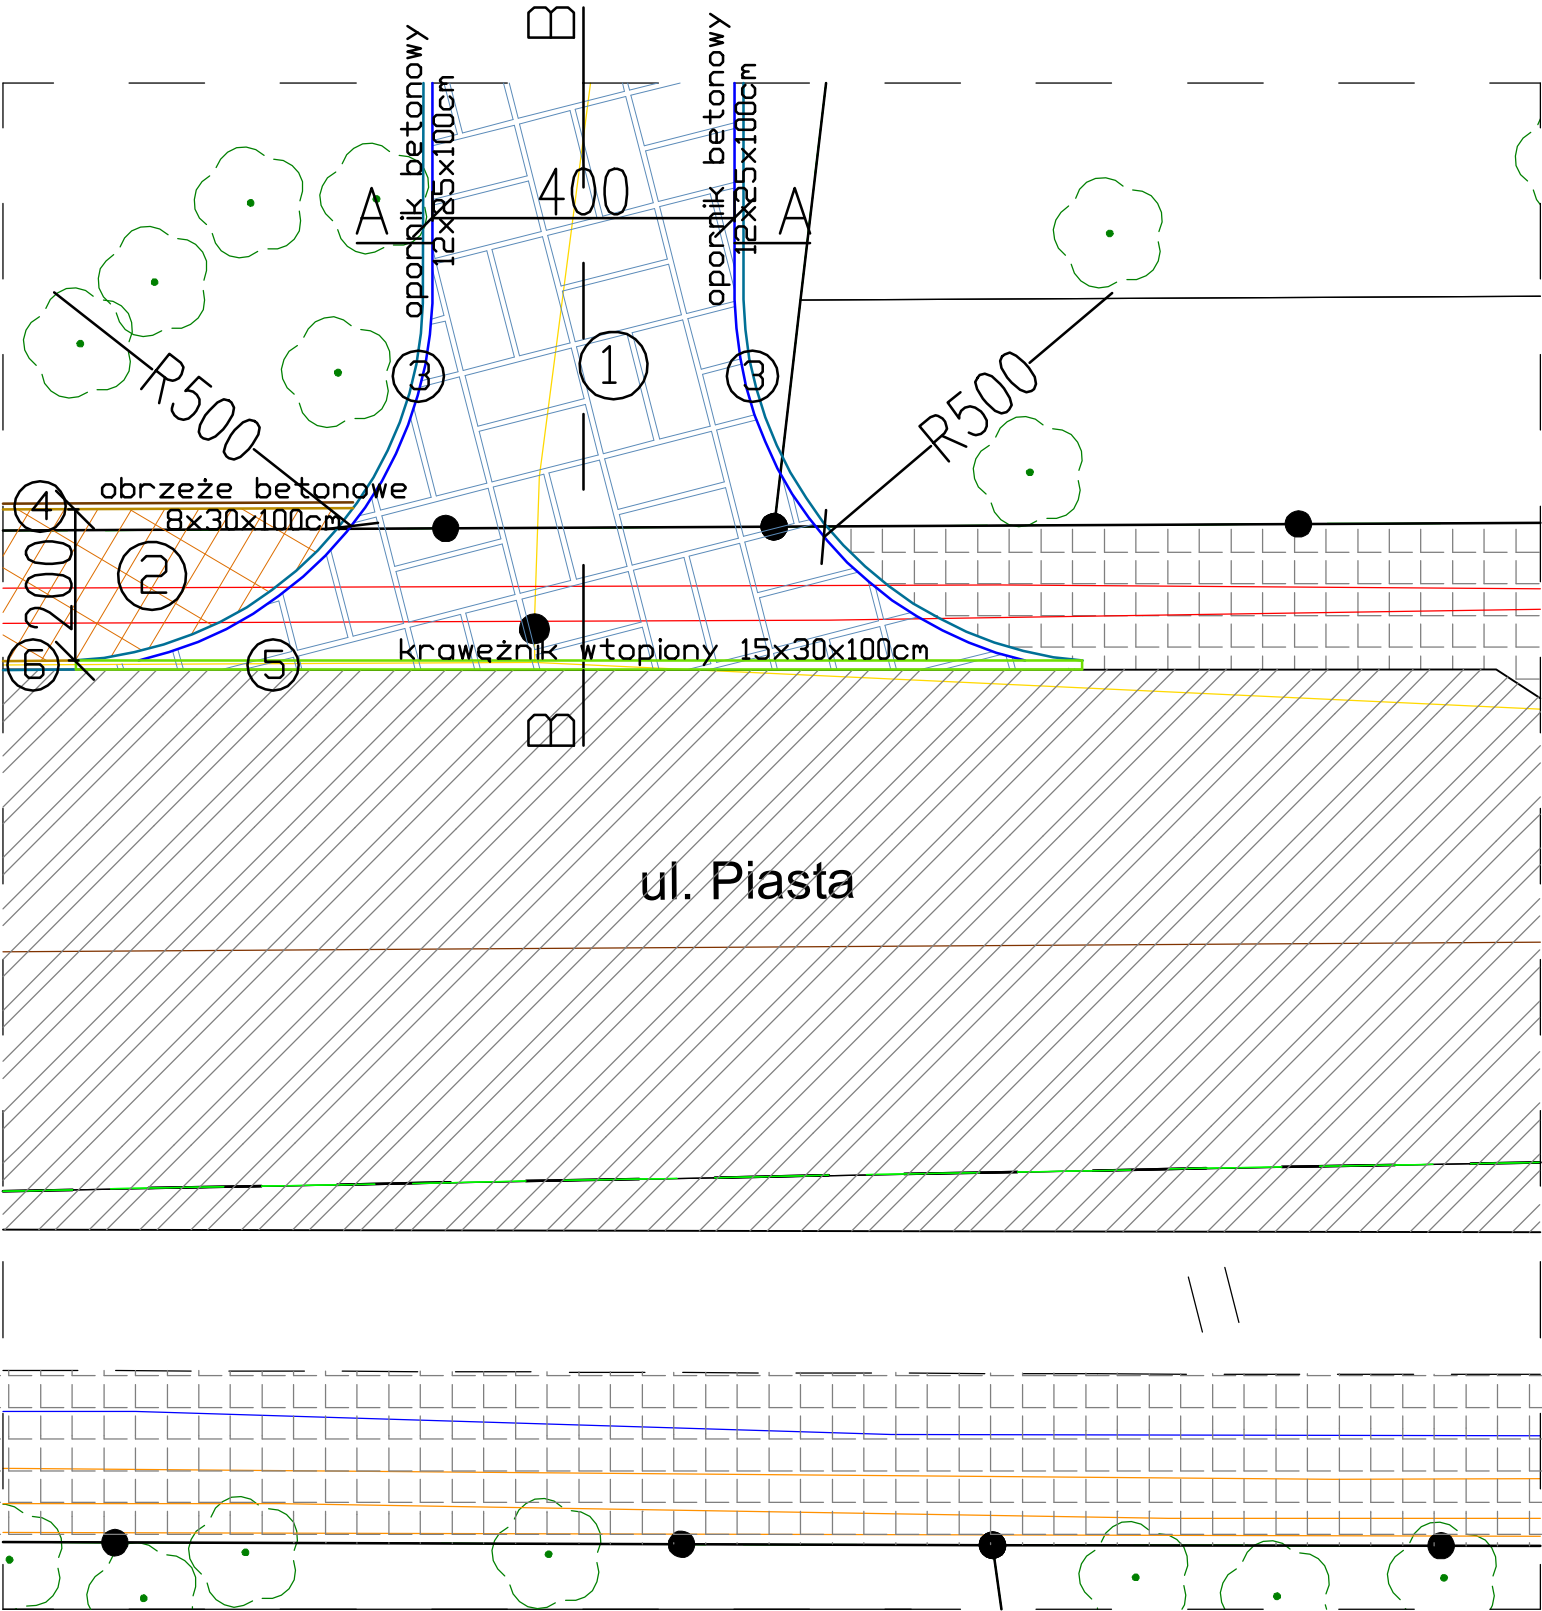 B
opornik betonowy
12x25x100cm
opornik betonowy
12x25x100cm
400
A
A
1
3
3
R500
R500
4
obrzeże betonowe
8x30x100cm
200
2
6
5
krawężnik wtopiony 15x30x100cm
B
ul. Piasta